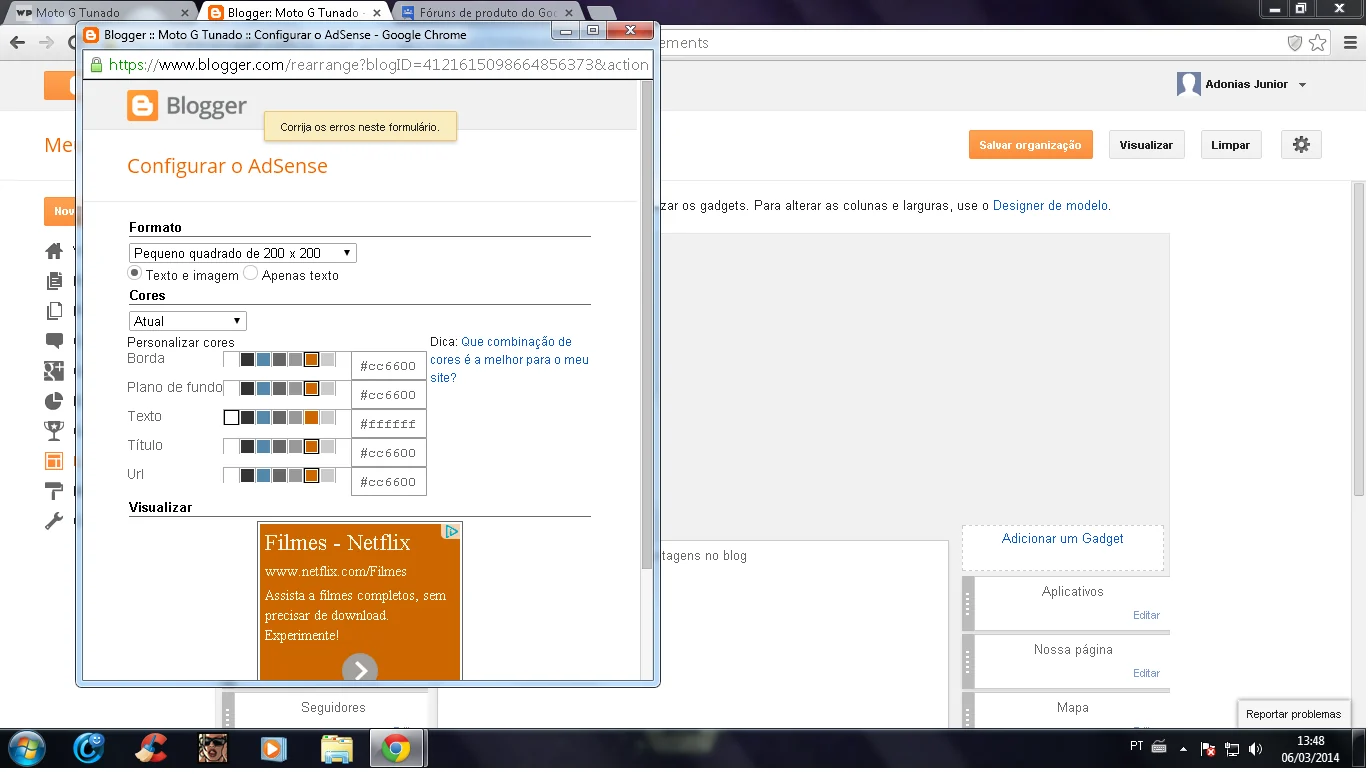 Moto G Tunado
Blogger: Moto G Tunado -
Fóruns de produto do Goo
Blogger :: Moto G Tunado :: Configurar o AdSense - Google Chrome
https://www.blogger.com/rearrange?blogID=4121615098664856373&action
ements
Blogger
Corrija os erros neste formulário.
Adonias Junior
Me
Configurar o AdSense
Salvar organização
Visualizar
Limpar
Nov
zar os gadgets. Para alterar as colunas e larguras, use o Designer de modelo.
Formato
Pequeno quadrado de 200 x 200
Texto e imagem
Apenas texto
Cores
Atual
Personalizar cores
Dica: Que combinação de
cores é a melhor para o meu
site?
Borda
#cc6600
Plano de fundo
#cc6600
Texto
#ffffff
Título
#cc6600
Url
#cc6600
Visualizar
Filmes - Netflix
www.netflix.com/Filmes
Assista a filmes completos, sem
precisar de download.
Experimente!
tagens no blog
Adicionar um Gadget
Aplicativos
Editar
Nossa página
Editar
Mapa
Seguidores
Reportar problemas
PT
13:48
06/03/2014